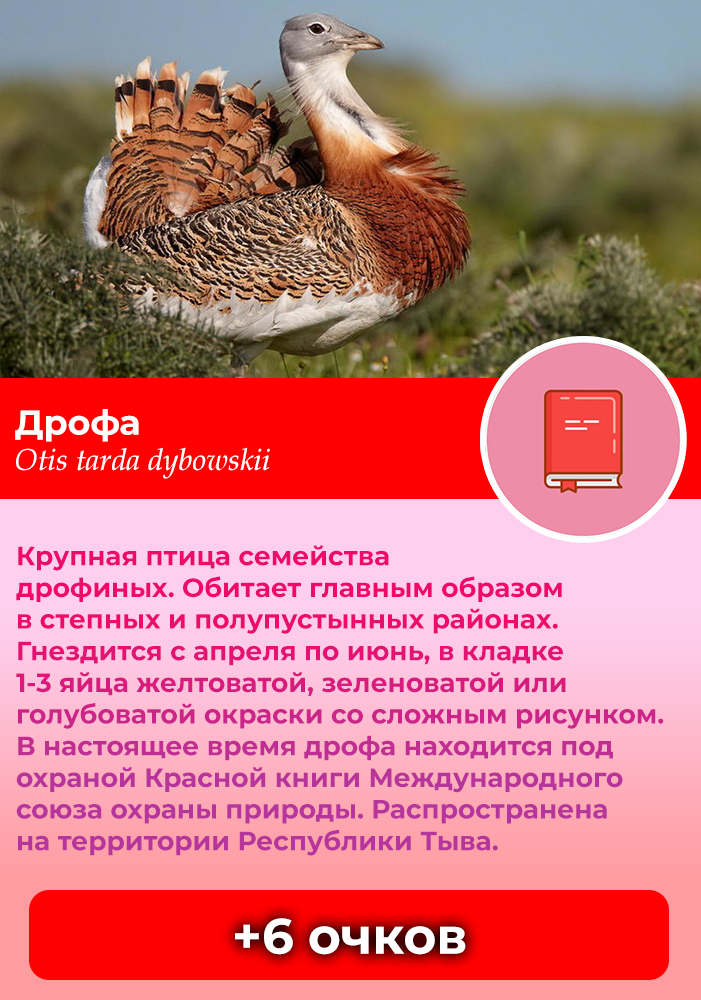 Дрофа
Otis tarda dybowskii
Крупная птица семейства
дрофиных. Обитает главным образом
в степных и полупустынных районах.
Гнездится с апреля по июнь, в кладке
1-3 яйца желтоватой, зеленоватой или
голубоватой окраски со сложным рисунком.
В настоящее время дрофа находится под
охраной Красной книги Международного
союза охраны природы. Распространена
на территории Республики Тыва.
+6 очков